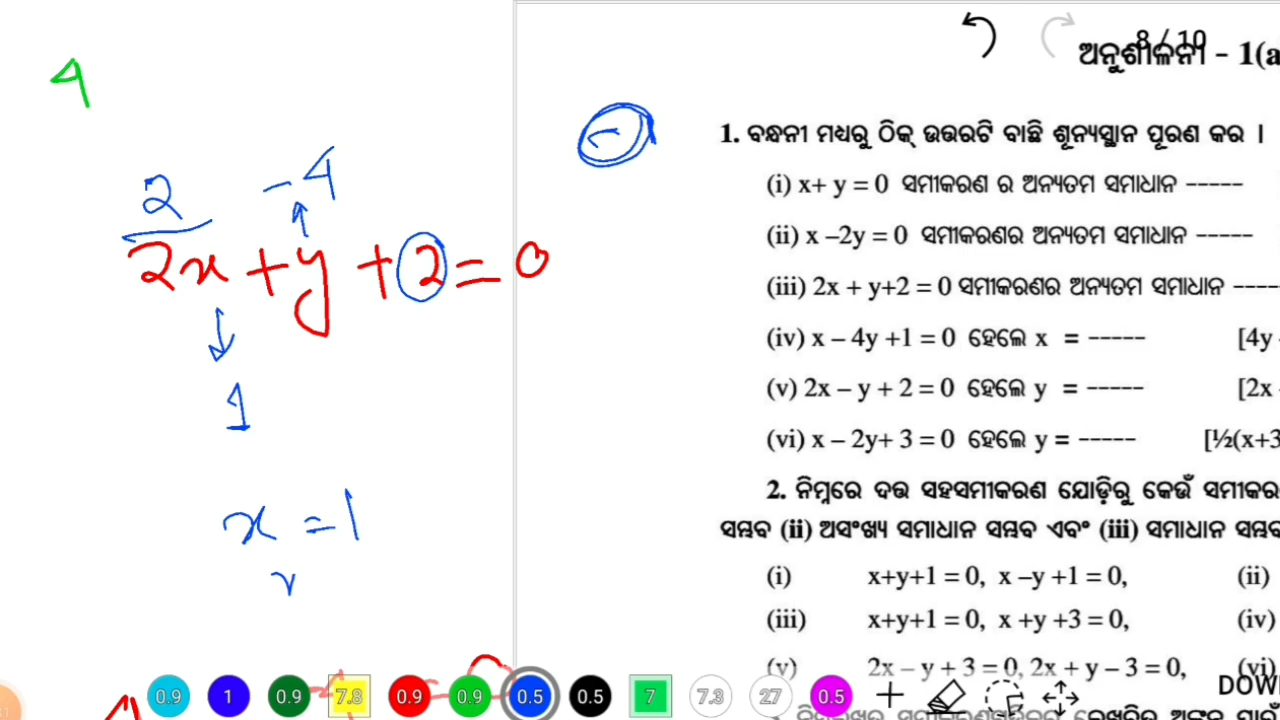 4
2 - 4
2x + y + 2 = 0
1
x = 1
8 / 10
ଅନୁଶୀଳନୀ - 1(a
1. ବନ୍ଧନୀ ମଧ୍ୟରୁ ଠିକ୍ ଉତ୍ତରଟି ବାଛି ଶୂନ୍ୟସ୍ଥାନ ପୂରଣ କର ।
(i) x+ y = 0 ସମୀକରଣ ର ଅନ୍ୟତମ ସମାଧାନ -----
(ii) x –2y = 0 ସମୀକରଣର ଅନ୍ୟତମ ସମାଧାନ -----
(iii) 2x + y+2 = 0 ସମୀକରଣର ଅନ୍ୟତମ ସମାଧାନ ----
(iv) x – 4y +1 = 0 ହେଲେ x = ----- [4y
(v) 2x – y + 2 = 0 ହେଲେ y = ----- [2x
(vi) x – 2y+ 3 = 0 ହେଲେ y = ----- [½(x+3
2. ନିମ୍ନରେ ଦତ୍ତ ସହସମୀକରଣ ଯୋଡ଼ିରୁ କେଉଁ ସମୀକର
ସମ୍ଭବ (ii) ଅସଂଖ୍ୟ ସମାଧାନ ସମ୍ଭବ ଏବଂ (iii) ସମାଧାନ ସମ୍ଭବ
(i) x+y+1 = 0, x –y +1 = 0, (ii)
(iii) x+y+1 = 0, x +y +3 = 0, (iv)
(v) 2x – y + 3 = 0, 2x + y – 3 = 0, (vi)
0.9 1 0.9 7.8 0.9 0.9 0.5 0.5 7 7.3 27 0.5
DOW